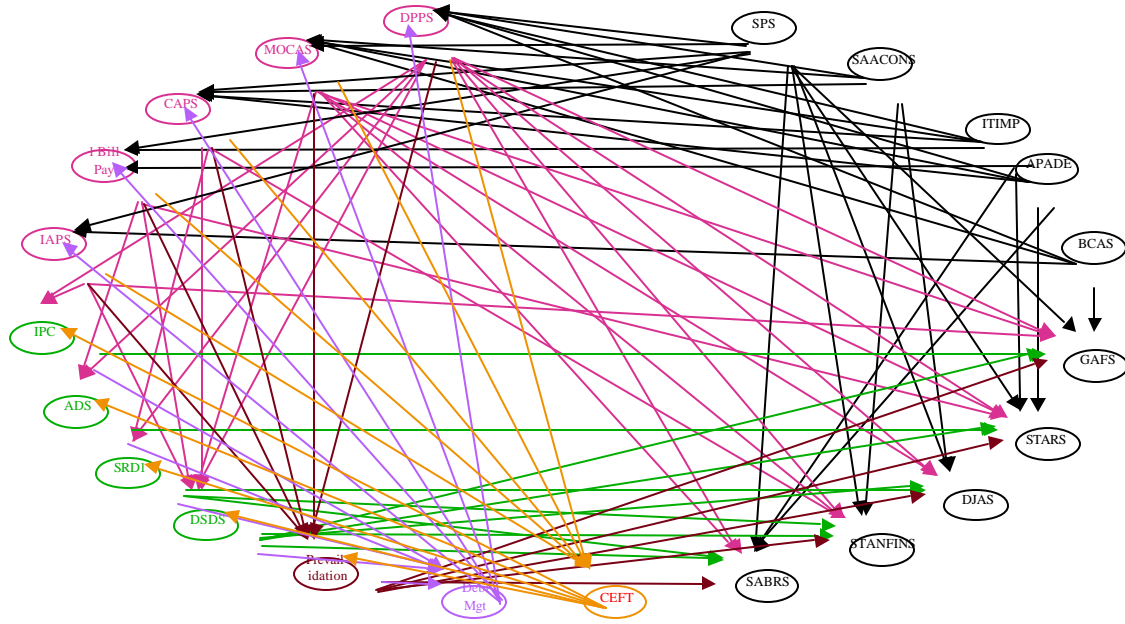 DPPS
SPS
MOCAS
SAACONS
CAPS
ITIMP
I Bill
Pay
APADE
IAPS
BCAS
IPC
GAFS
ADS
STARS
SRDI
DJAS
DSDS
STANFINS
Preval
idation
SABRS
Debt
Mgt
CEFT